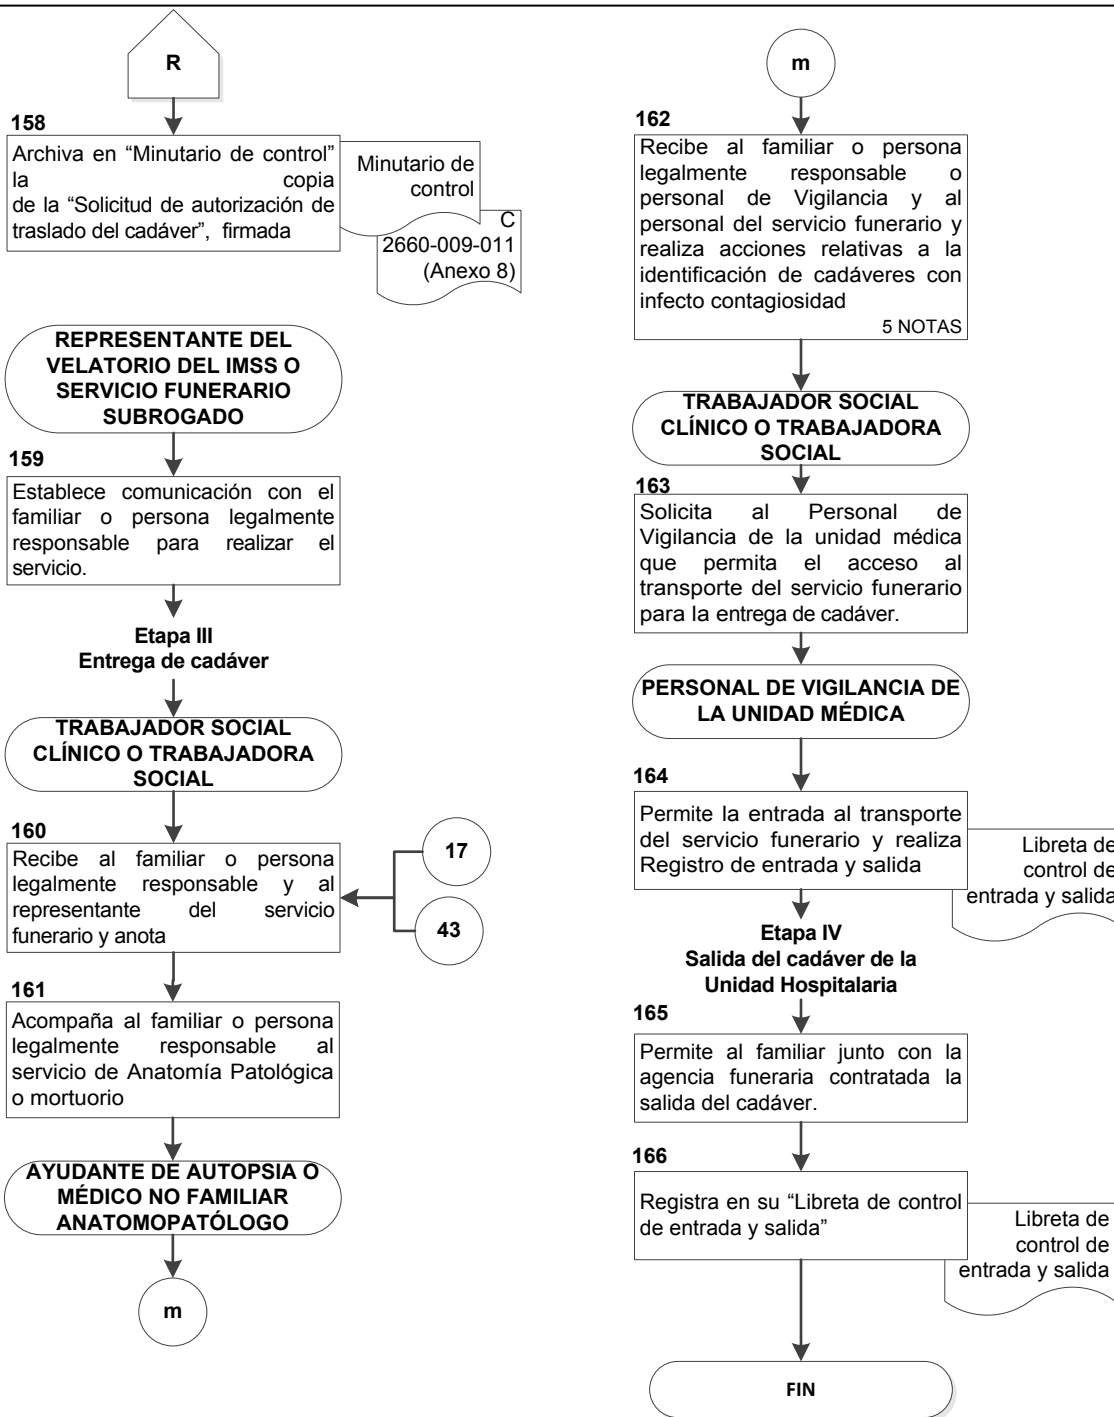 R
158
Archiva en “Minutario de control”
la copia
de la “Solicitud de autorización de
traslado del cadáver”, firmada
Minutario de
control
C
2660-009-011
(Anexo 8)
REPRESENTANTE DEL
VELATORIO DEL IMSS O
SERVICIO FUNERARIO
SUBROGADO
159
Establece comunicación con el
familiar o persona legalmente
responsable para realizar el
servicio.
Etapa III
Entrega de cadáver
TRABAJADOR SOCIAL
CLÍNICO O TRABAJADORA
SOCIAL
160
Recibe al familiar o persona
legalmente responsable y al
representante del servicio
funerario y anota
17
43
161
Acompaña al familiar o persona
legalmente responsable al
servicio de Anatomía Patológica
o mortuorio
AYUDANTE DE AUTOPSIA O
MÉDICO NO FAMILIAR
ANATOMOPATÓLOGO
m
m
162
Recibe al familiar o persona
legalmente responsable o
personal de Vigilancia y al
personal del servicio funerario y
realiza acciones relativas a la
identificación de cadáveres con
infecto contagiosidad
5 NOTAS
TRABAJADOR SOCIAL
CLÍNICO O TRABAJADORA
SOCIAL
163
Solicita al Personal de
Vigilancia de la unidad médica
que permita el acceso al
transporte del servicio funerario
para la entrega de cadáver.
PERSONAL DE VIGILANCIA DE
LA UNIDAD MÉDICA
164
Permite la entrada al transporte
del servicio funerario y realiza
Registro de entrada y salida
Libreta de
control de
entrada y salida
Etapa IV
Salida del cadáver de la
Unidad Hospitalaria
165
Permite al familiar junto con la
agencia funeraria contratada la
salida del cadáver.
166
Registra en su “Libreta de control
de entrada y salida”
Libreta de
control de
entrada y salida
FIN